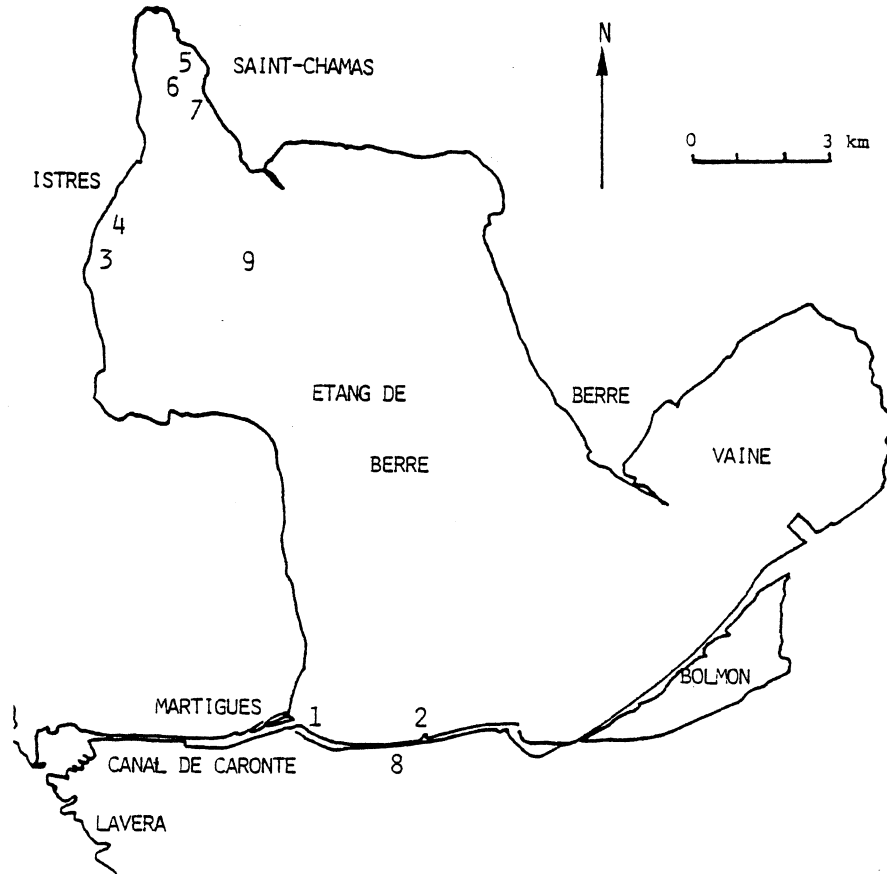 N
5
SAINT-CHAMAS
6
7
0 3 km
ISTRES
4
3
9
ETANG DE
BERRE
BERRE
VAINE
BOLMON
MARTIGUES
1
2
CANAL DE CARONTE
8
LAVERA